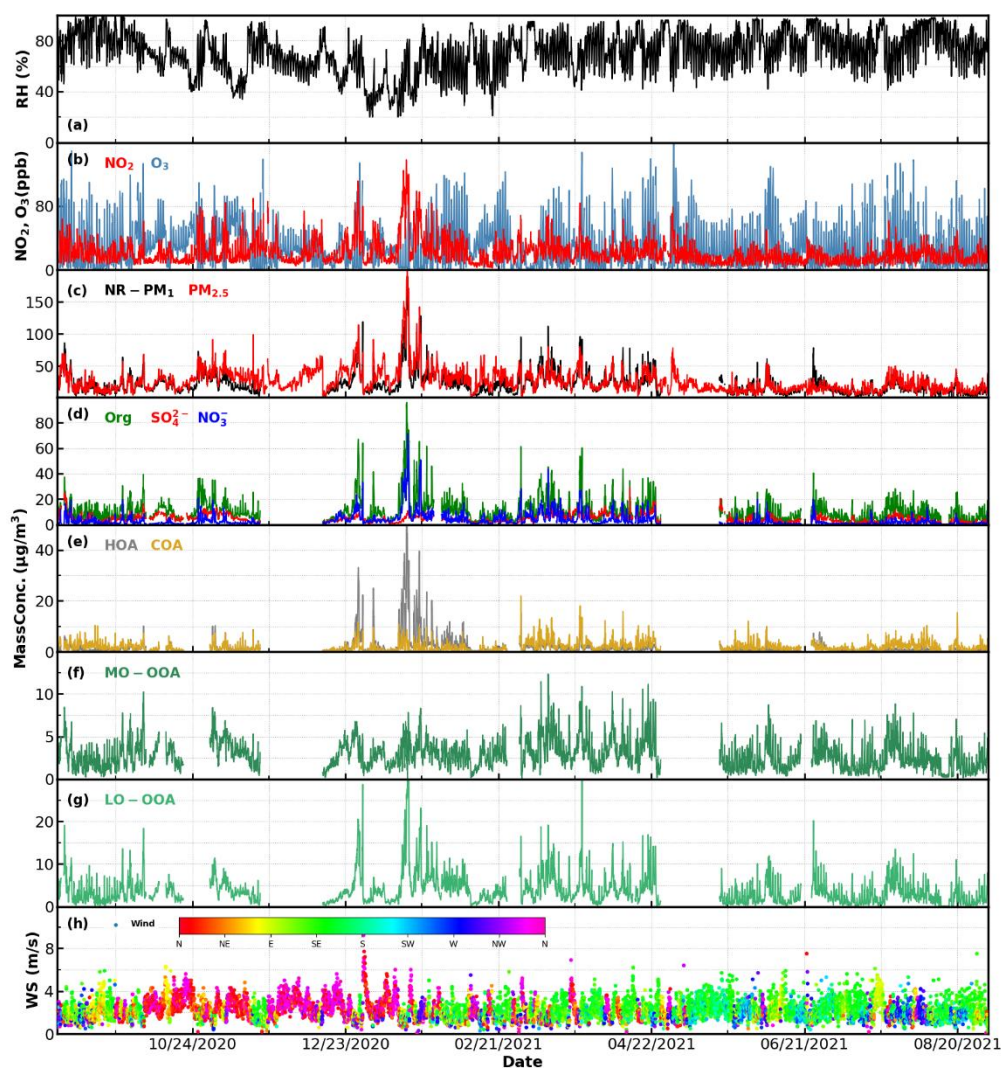 RH (%)
80
40
0
(a)
NO₂, O₃(ppb)
80
0
(b) NO₂ O₃
150
100
50
(c) NR − PM₁ PM₂.₅
80
60
40
20
0
(d) Org SO₄²⁻ NO₃⁻
MassConc. (μg/m³)
40
20
0
(e) HOA COA
10
5
0
(f) MO − OOA
20
10
0
(g) LO − OOA
WS (m/s)
12
8
4
0
(h) Wind
N NE E SE S SW W NW N
10/24/2020 12/23/2020 02/21/2021 04/22/2021 06/21/2021 08/20/2021
Date